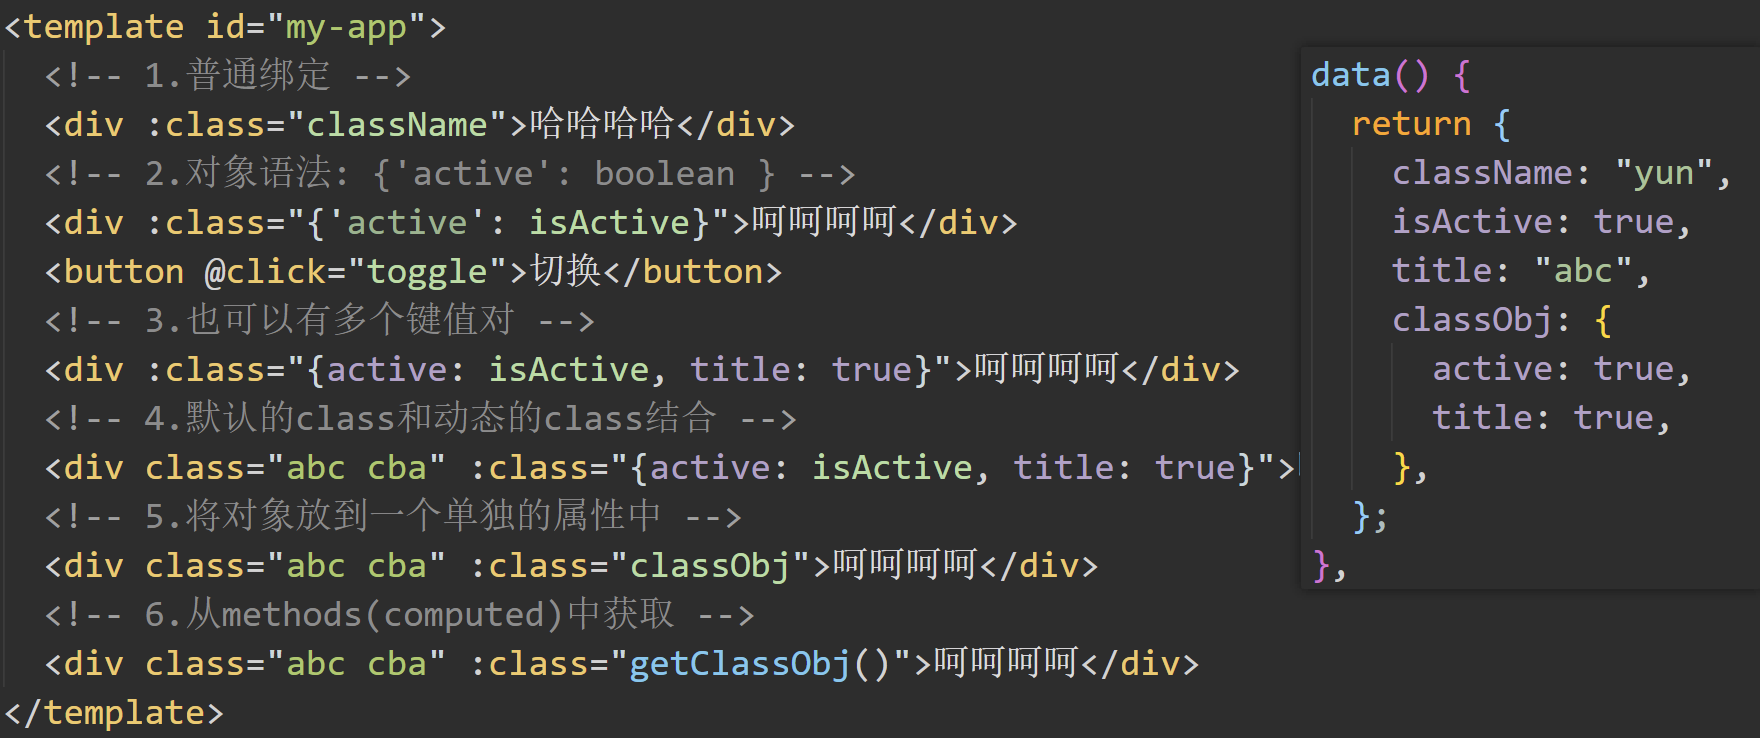 <template id="my-app">
<!-- 1.普通绑定 -->
<div :class="className">哈哈哈哈</div>
<!-- 2.对象语法: {'active': boolean } -->
<div :class="{'active': isActive}">呵呵呵呵</div>
<button @click="toggle">切换</button>
<!-- 3.也可以有多个键值对 -->
<div :class="{active: isActive, title: true}">呵呵呵呵</div>
<!-- 4.默认的class和动态的class结合 -->
<div class="abc cba" :class="{active: isActive, title: true}">
<!-- 5.将对象放到一个单独的属性中 -->
<div class="abc cba" :class="classObj">呵呵呵呵</div>
<!-- 6.从methods(computed)中获取 -->
<div class="abc cba" :class="getClassObj()">呵呵呵呵</div>
</template>
data() {
return {
className: "yun",
isActive: true,
title: "abc",
classObj: {
active: true,
title: true,
},
};
},